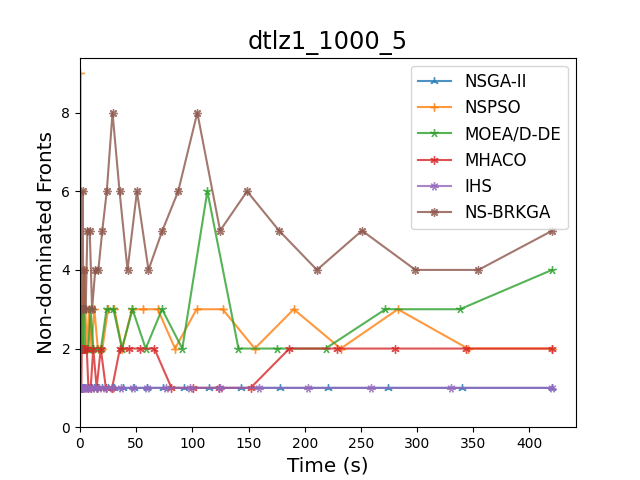 dtlz1_1000_5
NSGA-II
NSPSO
MOEA/D-DE
MHACO
IHS
NS-BRKGA
Non-dominated Fronts
8
6
4
2
0
0 50 100 150 200 250 300 350 400
Time (s)